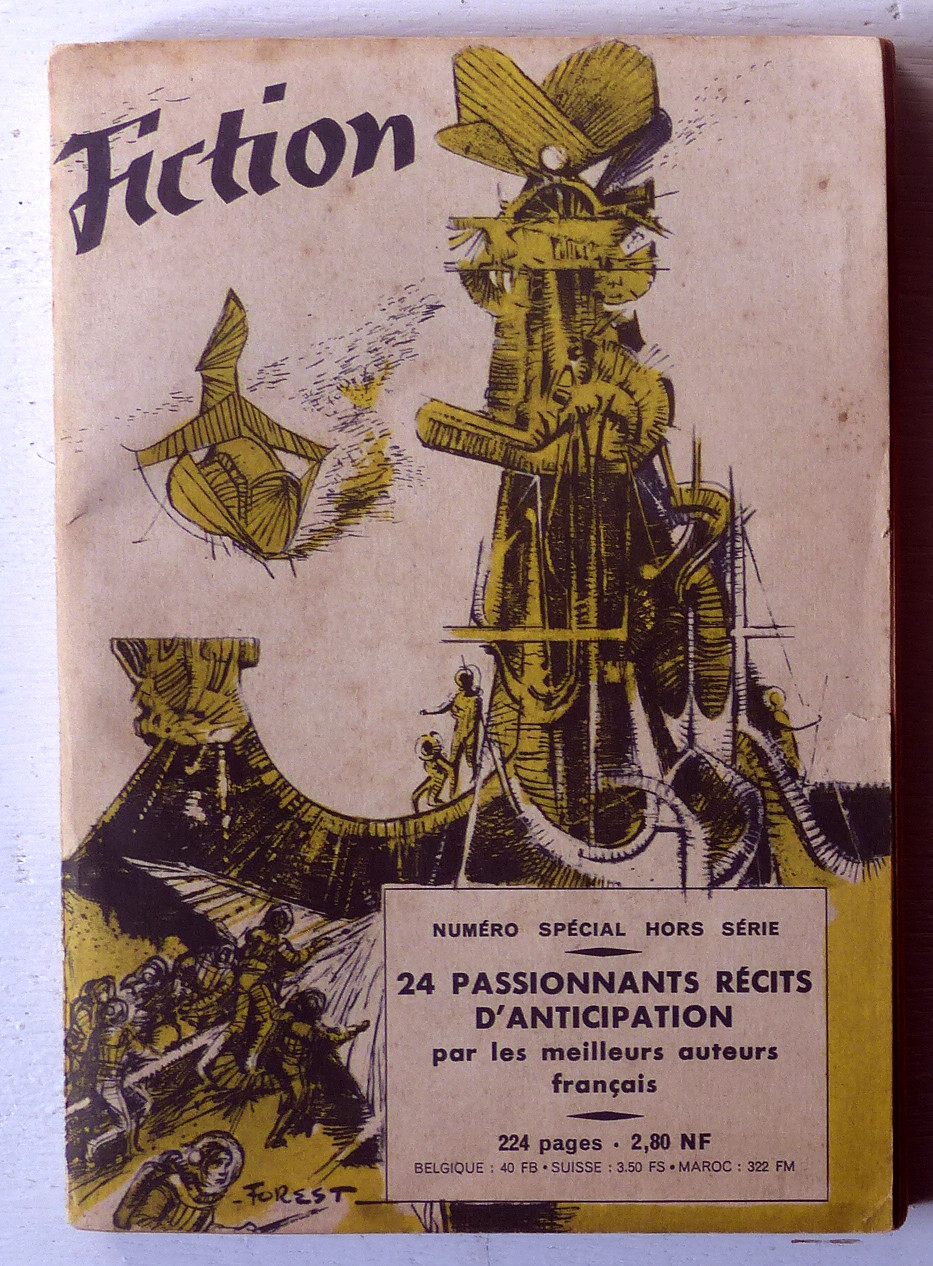 Fiction
NUMÉRO SPÉCIAL HORS SÉRIE
24 PASSIONNANTS RÉCITS
D'ANTICIPATION
par les meilleurs auteurs
français
224 pages • 2,80 NF
BELGIQUE : 40 FB • SUISSE : 3.50 FS • MAROC : 322 FM
FOREST